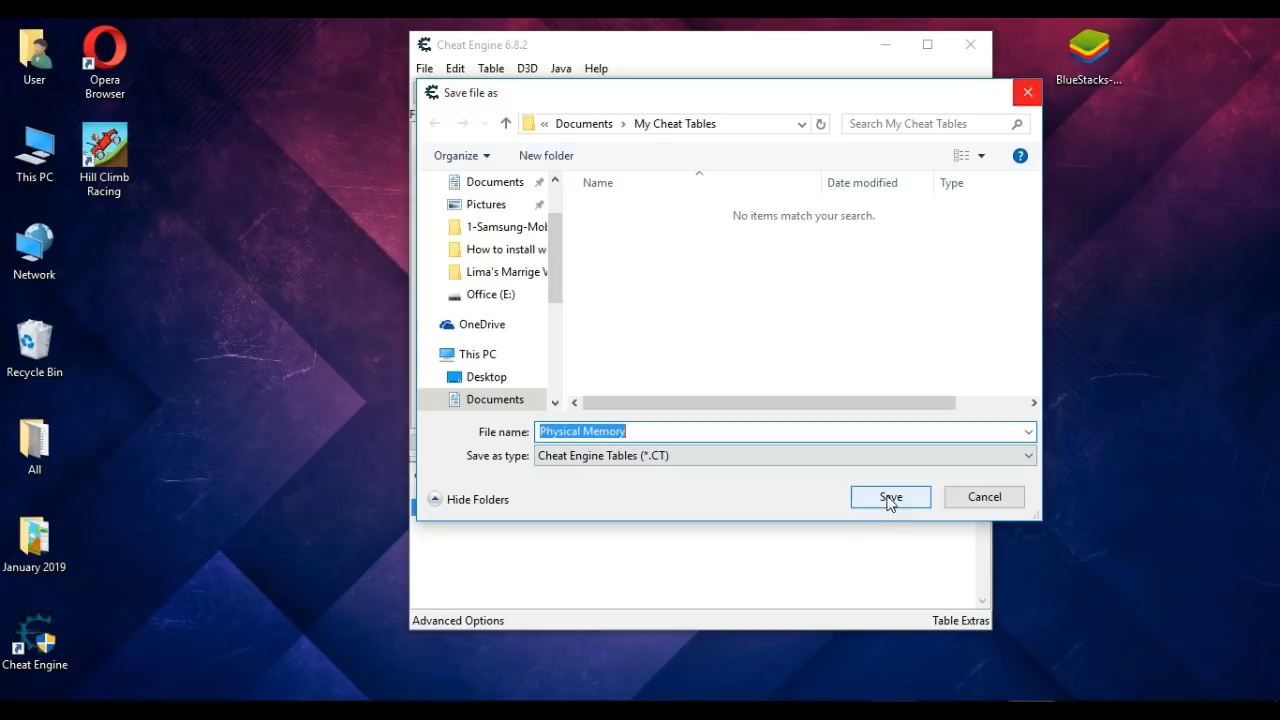 User
Opera
Browser
This PC
Hill Climb
Racing
Network
Recycle Bin
All
January 2019
Cheat Engine
BlueStacks-...
Cheat Engine 6.8.2
File Edit Table D3D Java Help
Save file as
« Documents › My Cheat Tables
Search My Cheat Tables
Organize New folder
Documents
Pictures
1-Samsung-Mob
How to install w
Lima's Marrige V
Office (E:)
OneDrive
This PC
Desktop
Documents
Name Date modified Type
No items match your search.
File name: Physical Memory
Save as type: Cheat Engine Tables (*.CT)
Hide Folders
Save Cancel
Advanced Options Table Extras